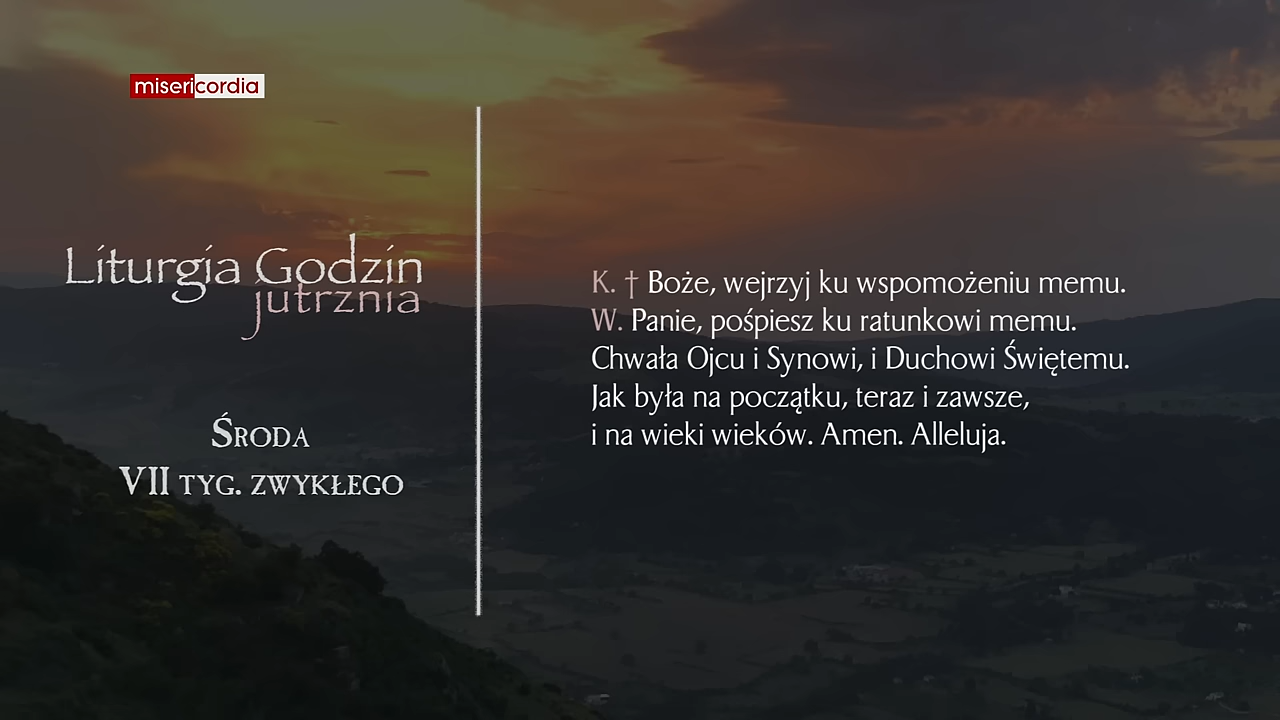 misericordia
Liturgia Godzin
jutrznia
Środa
VII tyg. zwykłego
K. † Boże, wejrzyj ku wspomożeniu memu.
W. Panie, pośpiesz ku ratunkowi memu.
Chwała Ojcu i Synowi, i Duchowi Świętemu.
Jak była na początku, teraz i zawsze,
i na wieki wieków. Amen. Alleluja.